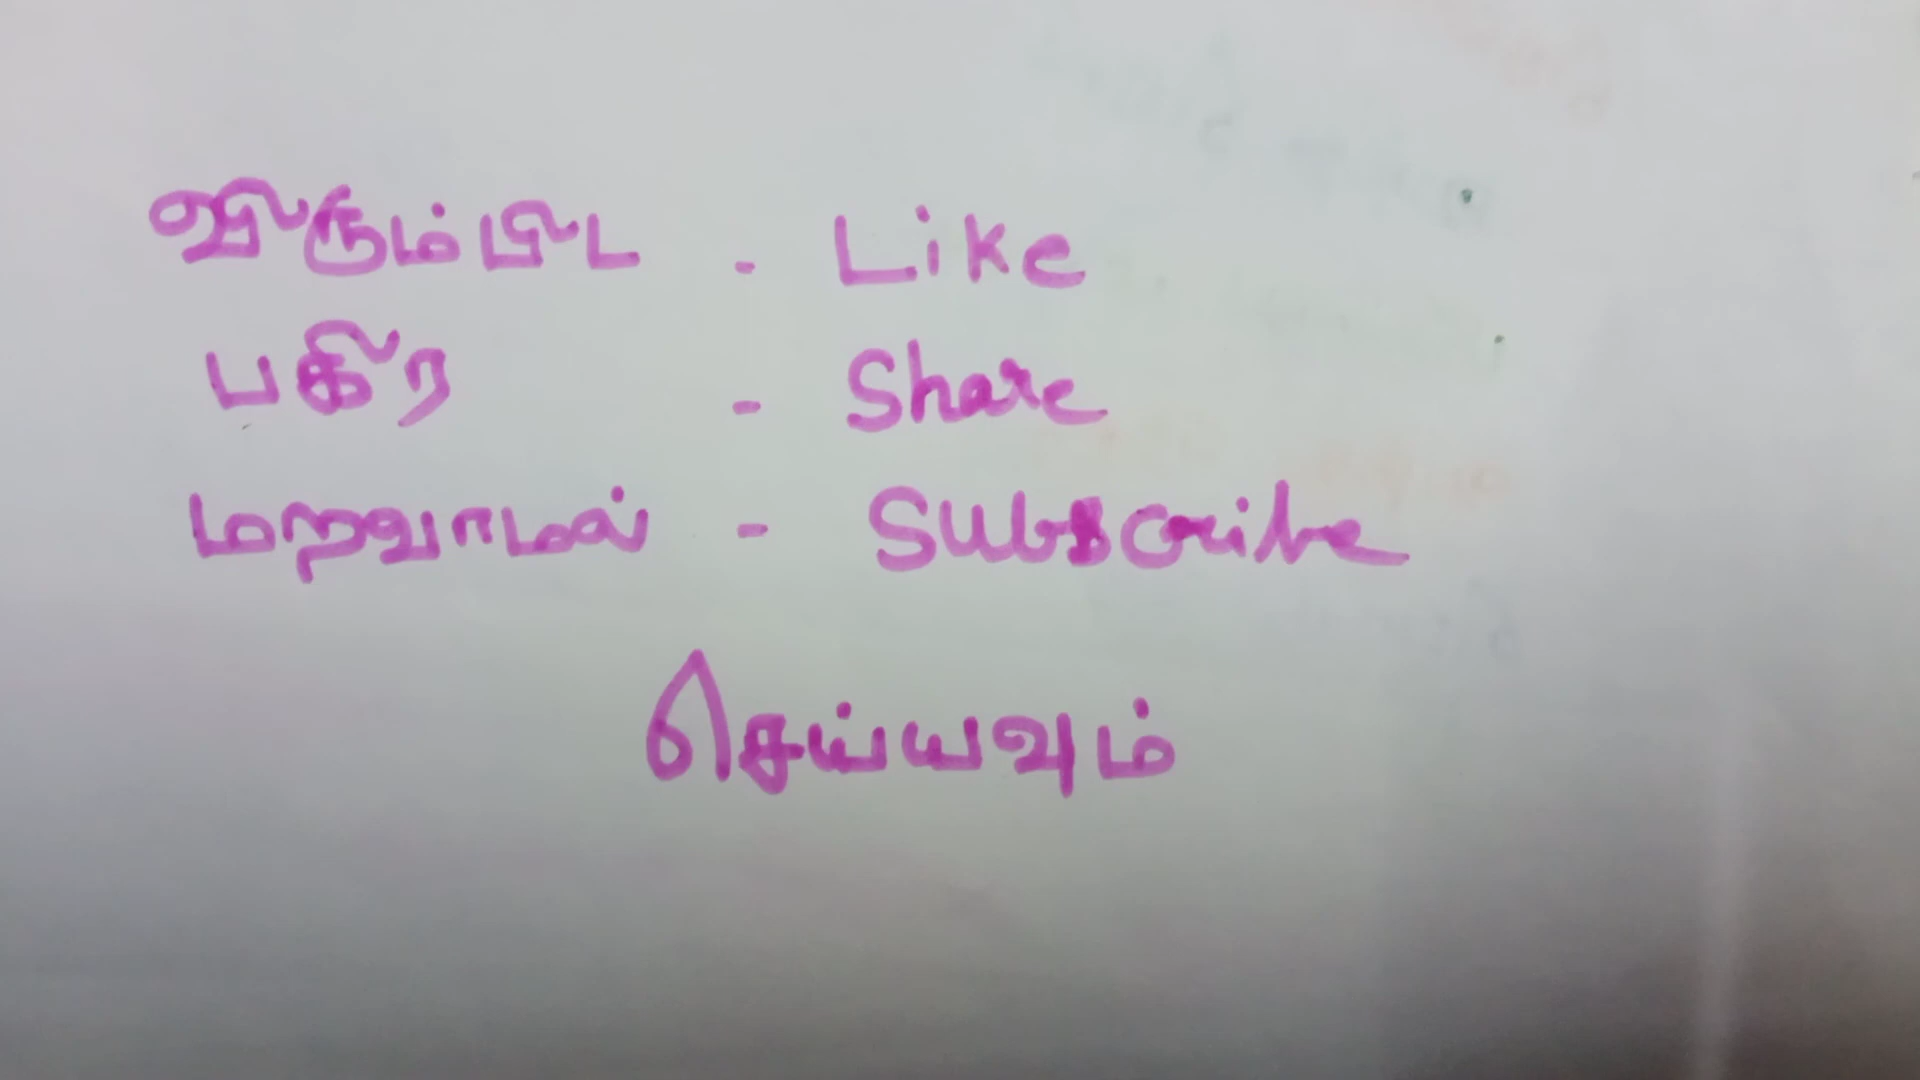 விரும்பிட - Like
பகிர - Share
மறவாமல் - Subscribe
செய்யவும்